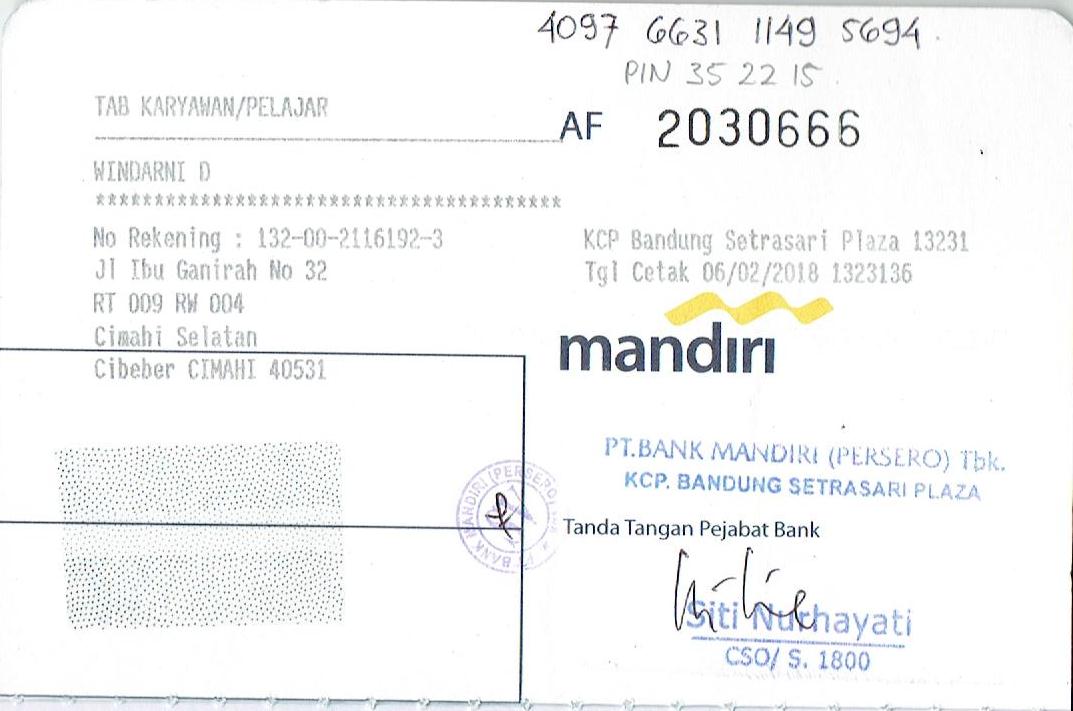 4097 6631 1149 5694.
PIN 35 22 15.
TAB KARYAWAN/PELAJAR
AF 2030666
WINDARNI D
****************************************
No Rekening : 132-00-2116192-3
Jl Ibu Ganirah No 32
RT 009 RW 004
Cimahi Selatan
Cibeber CIMAHI 40531
KCP Bandung Setrasari Plaza 13231
Tgl Cetak 06/02/2018 1323136
mandiri
PT.BANK MANDIRI (PERSERO) Tbk.
KCP. BANDUNG SETRASARI PLAZA
Tanda Tangan Pejabat Bank
Siti Nurhayati
CSO/ S. 1800